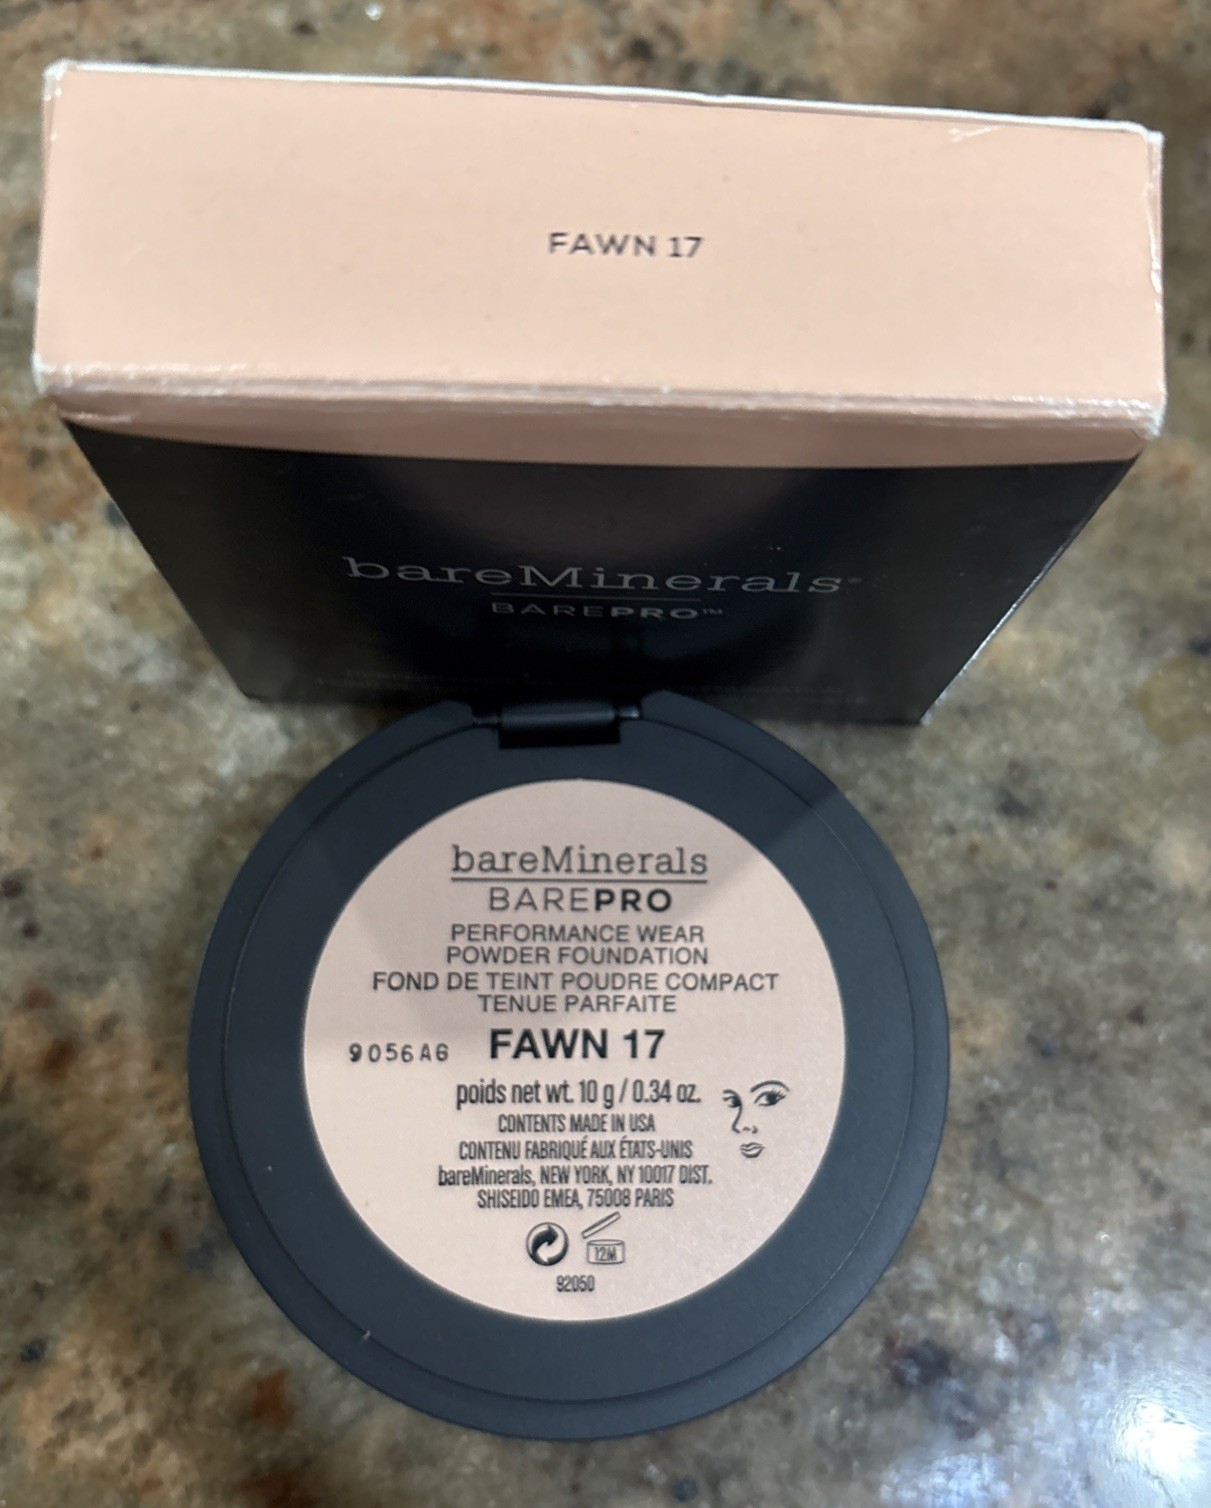 FAWN 17
bareMinerals®
BAREPRO™
bareMinerals
BAREPRO
PERFORMANCE WEAR
POWDER FOUNDATION
FOND DE TEINT POUDRE COMPACT
TENUE PARFAITE
9056AG FAWN 17
poids net wt. 10 g / 0.34 oz.
CONTENTS MADE IN USA
CONTENU FABRIQUÉ AUX ÉTATS-UNIS
bareMinerals, NEW YORK, NY 10017 DIST.
SHISEIDO EMEA, 75008 PARIS
12M
92050